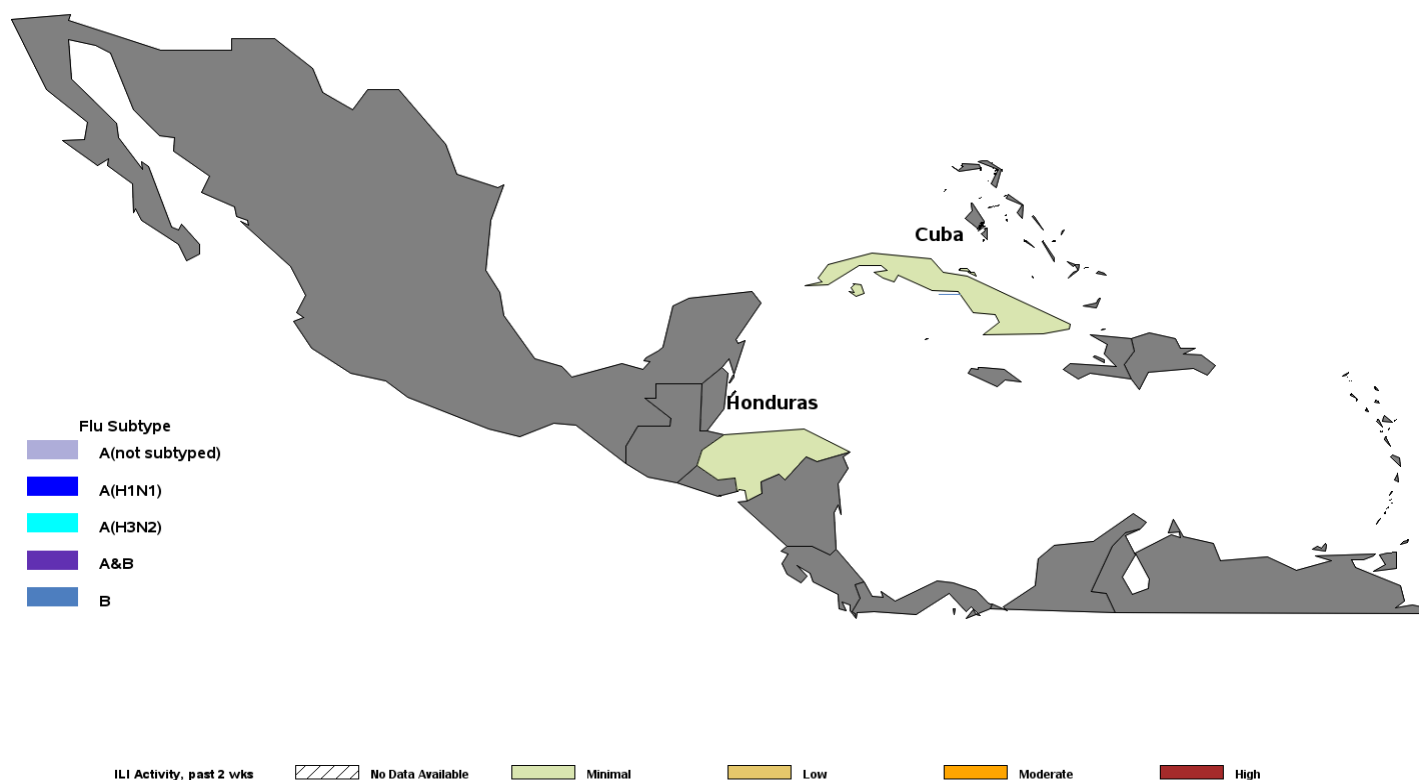 Cuba
Honduras
Flu Subtype
A(not subtyped)
A(H1N1)
A(H3N2)
A&B
B
ILI Activity, past 2 wks No Data Available Minimal Low Moderate High